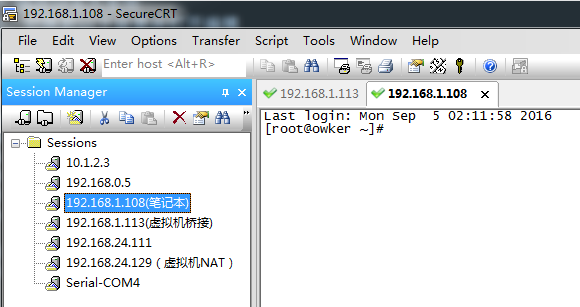 192.168.1.108 - SecureCRT
File Edit View Options Transfer Script Tools Window Help
Enter host <Alt+R>
Session Manager
192.168.1.113
192.168.1.108
Last login: Mon Sep  5 02:11:58 2016
[root@owker ~]#
Sessions
10.1.2.3
192.168.0.5
192.168.1.108(笔记本)
192.168.1.113(虚拟机桥接)
192.168.24.111
192.168.24.129（虚拟机NAT）
Serial-COM4